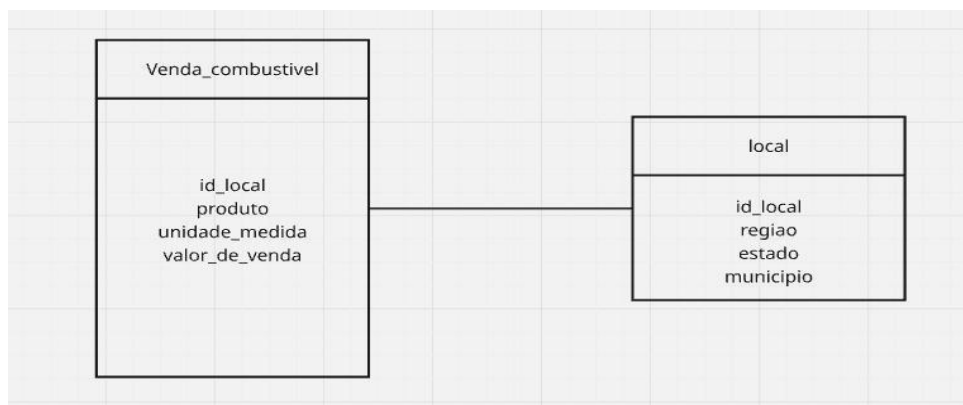 Venda_combustivel
id_local
produto
unidade_medida
valor_de_venda
local
id_local
regiao
estado
municipio